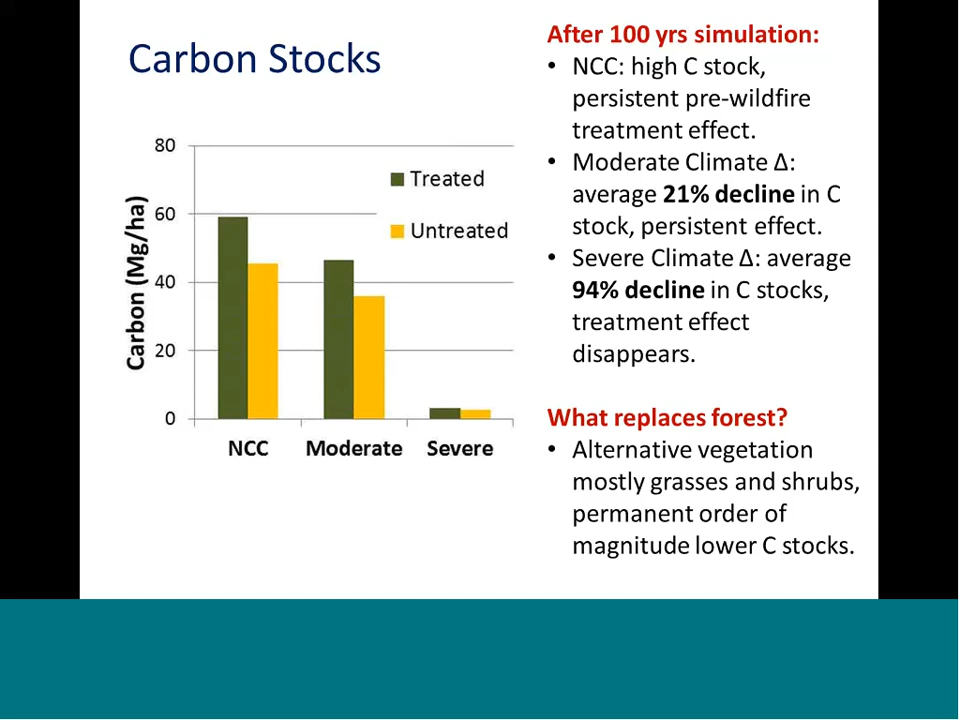 Carbon Stocks
80
60
40
20
0
Carbon (Mg/ha)
Treated
Untreated
NCC Moderate Severe
After 100 yrs simulation:
• NCC: high C stock,
persistent pre-wildfire
treatment effect.
• Moderate Climate Δ:
average 21% decline in C
stock, persistent effect.
• Severe Climate Δ: average
94% decline in C stocks,
treatment effect
disappears.
What replaces forest?
• Alternative vegetation
mostly grasses and shrubs,
permanent order of
magnitude lower C stocks.